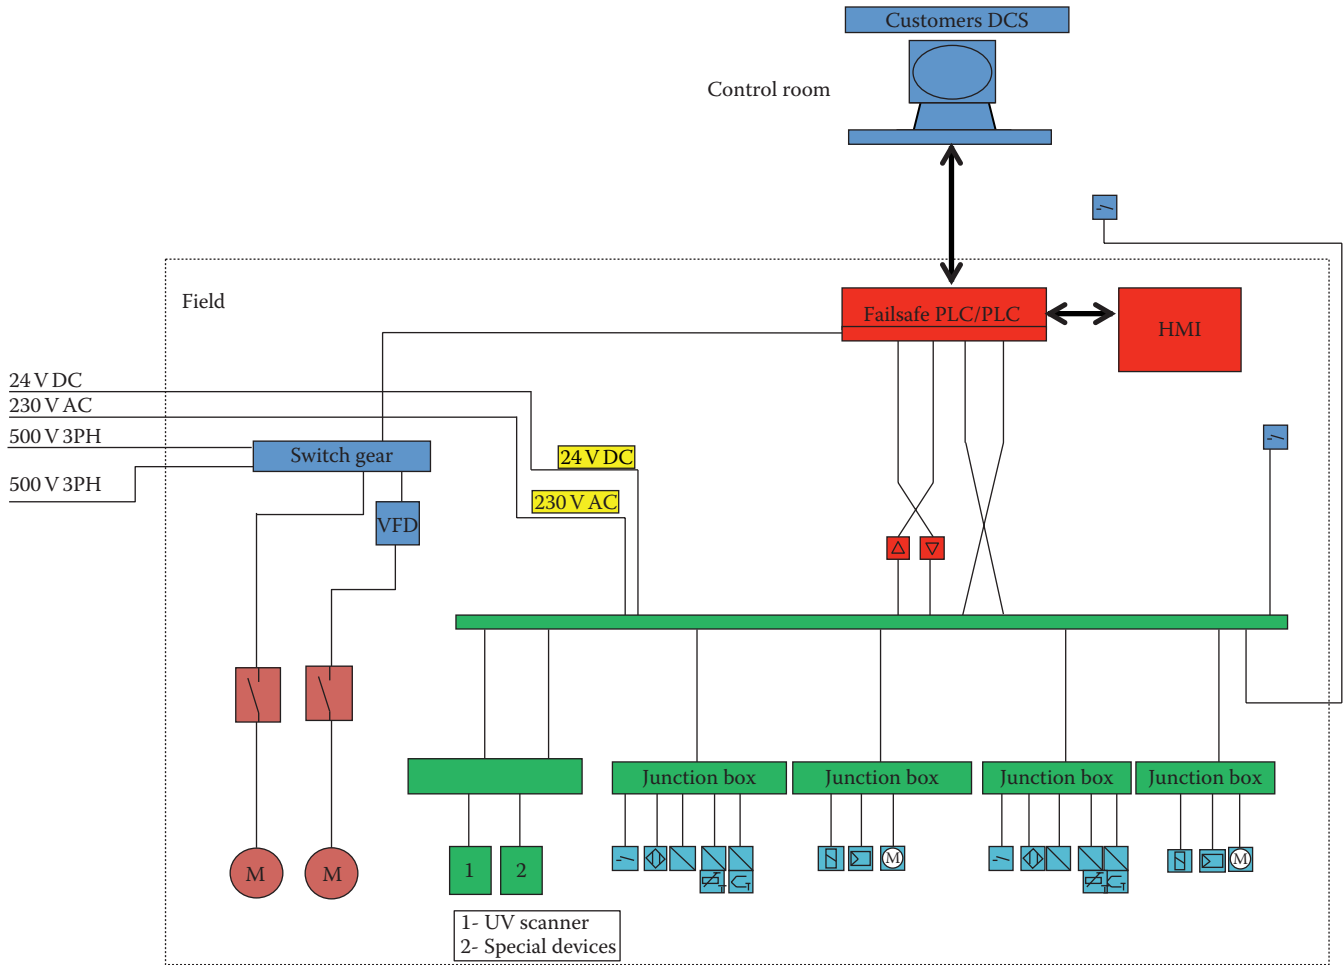 Customers DCS
Control room
Field
Failsafe PLC/PLC
HMI
24 V DC
230 V AC
500 V 3PH
500 V 3PH
Switch gear
24 V DC
230 V AC
VFD
Junction box
Junction box
Junction box
Junction box
M
M
1
2
T
T
M
T
T
M
1- UV scanner
2- Special devices